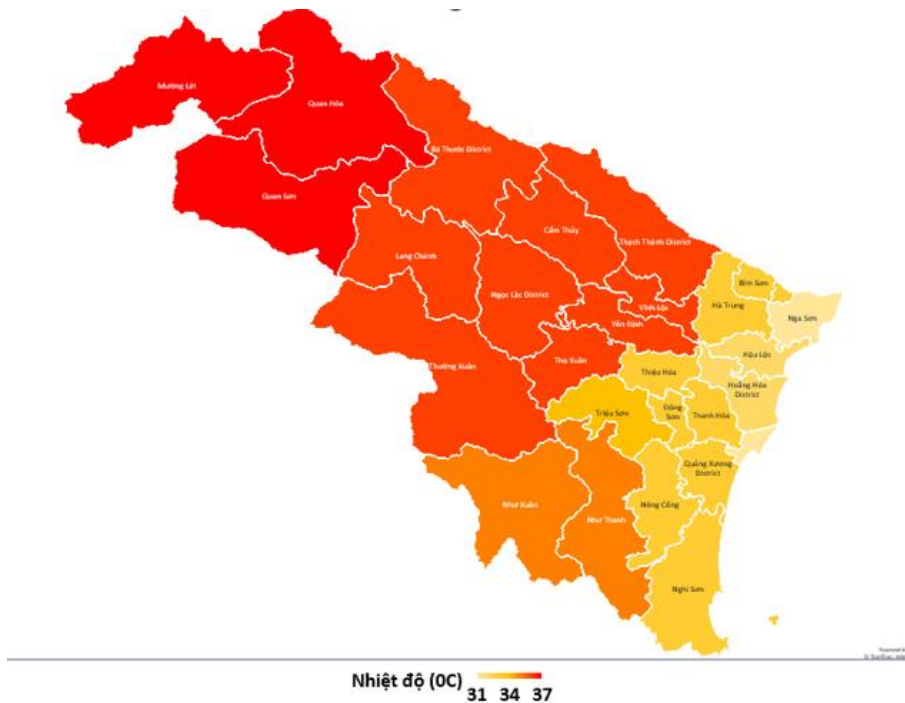 Mường Lát
Quan Hóa
Bá Thước District
Quan Sơn
Cẩm Thủy
Thạch Thành District
Lang Chánh
Bỉm Sơn
Ngọc Lặc District
Hà Trung
Vĩnh Lộc
Nga Sơn
Yên Định
Hậu Lộc
Thọ Xuân
Thường Xuân
Thiệu Hóa
Hoằng Hóa
District
Triệu Sơn
Đông
Sơn
Thanh Hóa
Quảng Xương
District
Như Xuân
Nông Cống
Như Thanh
Nghi Sơn
Nhiệt độ (0C)
31 34 37